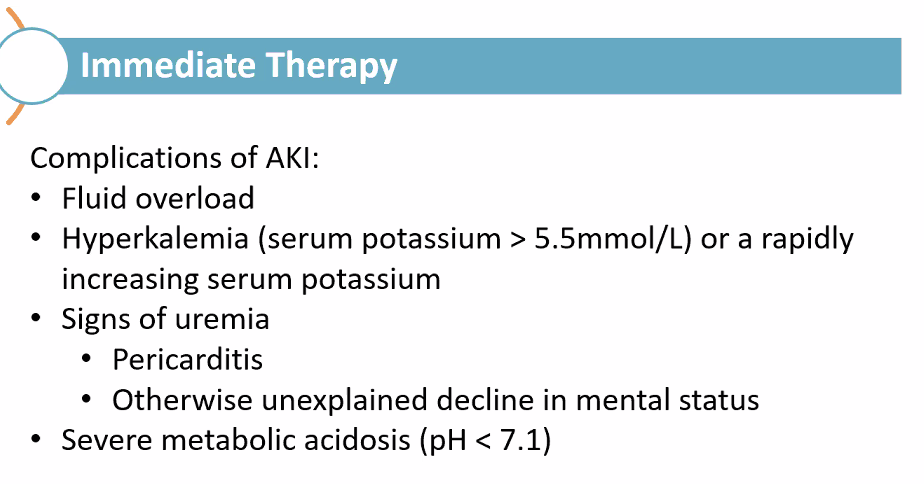 Immediate Therapy
Complications of AKI:
• Fluid overload
• Hyperkalemia (serum potassium > 5.5mmol/L) or a rapidly
increasing serum potassium
• Signs of uremia
• Pericarditis
• Otherwise unexplained decline in mental status
• Severe metabolic acidosis (pH < 7.1)